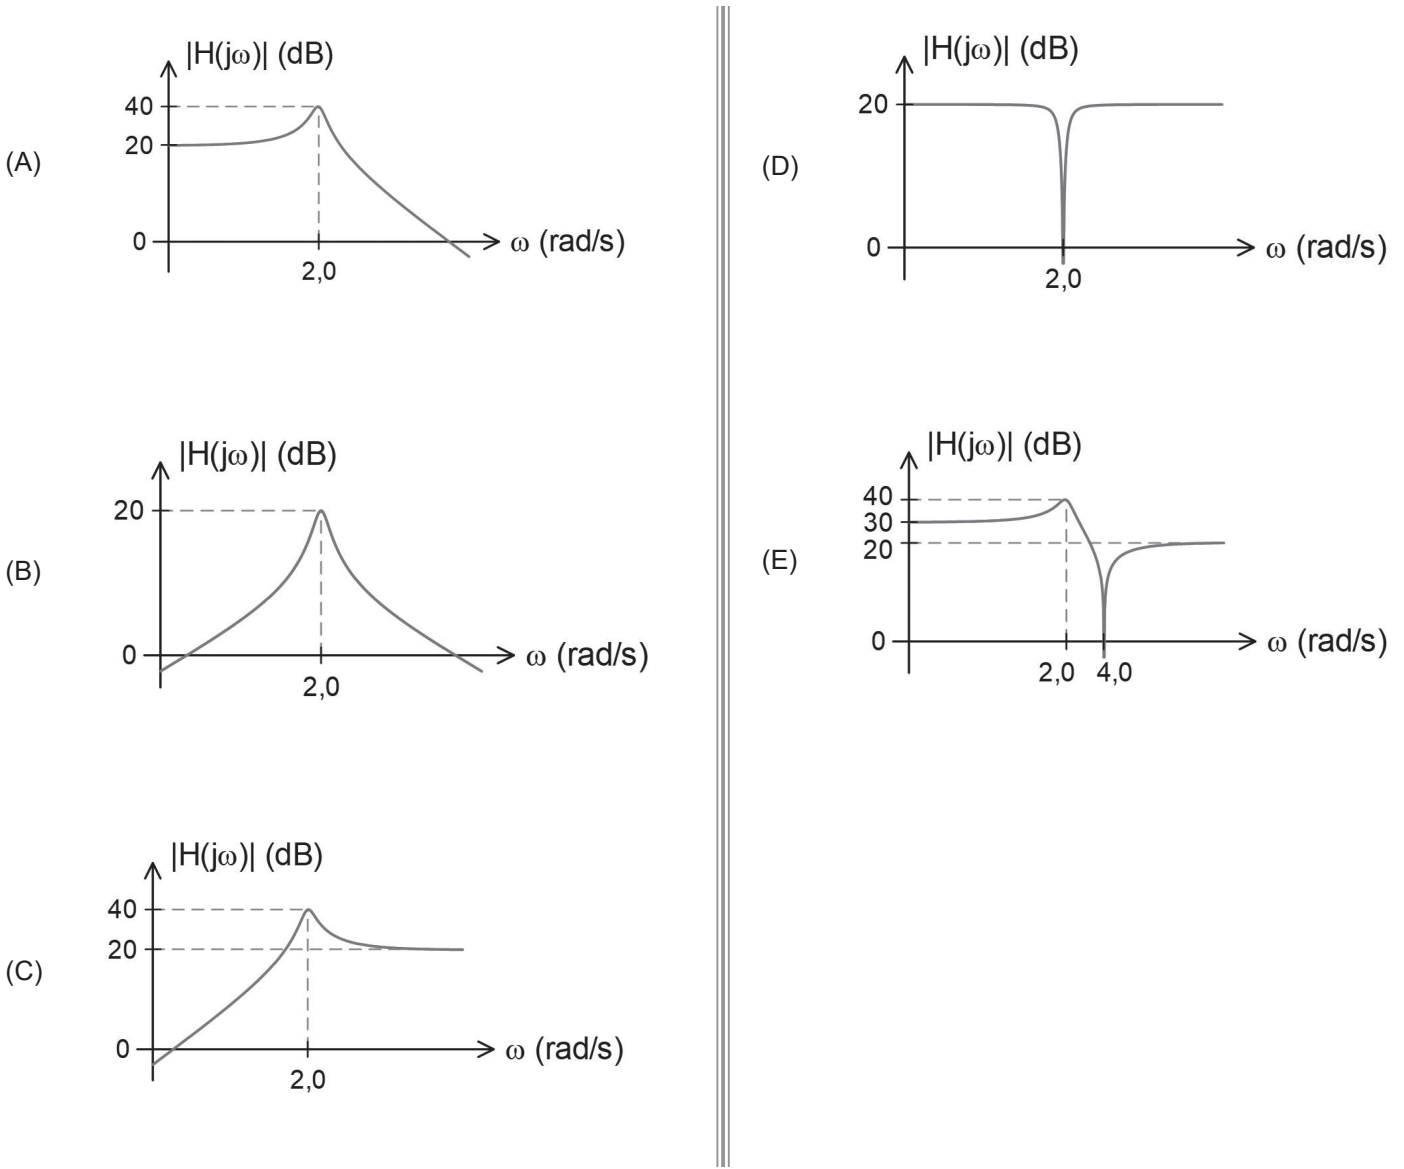 |H(jω)| (dB)
40
20
(A)
0
ω (rad/s)
2,0
|H(jω)| (dB)
20
(B)
0
ω (rad/s)
2,0
|H(jω)| (dB)
40
20
(C)
0
ω (rad/s)
2,0
|H(jω)| (dB)
20
(D)
0
ω (rad/s)
2,0
|H(jω)| (dB)
40
30
20
(E)
0
ω (rad/s)
2,0 4,0